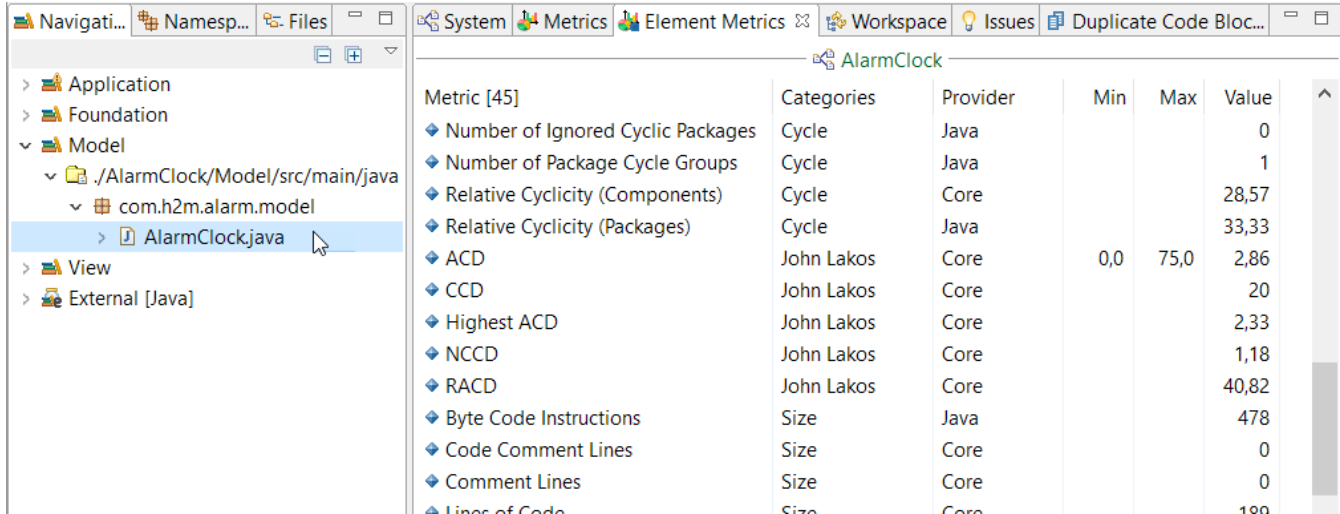 Navigati... Namesp... Files
Application
Foundation
Model
./AlarmClock/Model/src/main/java
com.h2m.alarm.model
AlarmClock.java
View
External [Java]
System Metrics Element Metrics Workspace Issues Duplicate Code Bloc...
AlarmClock
Metric [45] Categories Provider Min Max Value
Number of Ignored Cyclic Packages Cycle Java 0
Number of Package Cycle Groups Cycle Java 1
Relative Cyclicity (Components) Cycle Core 28,57
Relative Cyclicity (Packages) Cycle Java 33,33
ACD John Lakos Core 0,0 75,0 2,86
CCD John Lakos Core 20
Highest ACD John Lakos Core 2,33
NCCD John Lakos Core 1,18
RACD John Lakos Core 40,82
Byte Code Instructions Size Java 478
Code Comment Lines Size Core 0
Comment Lines Size Core 0
Lines of Code Size Core 189